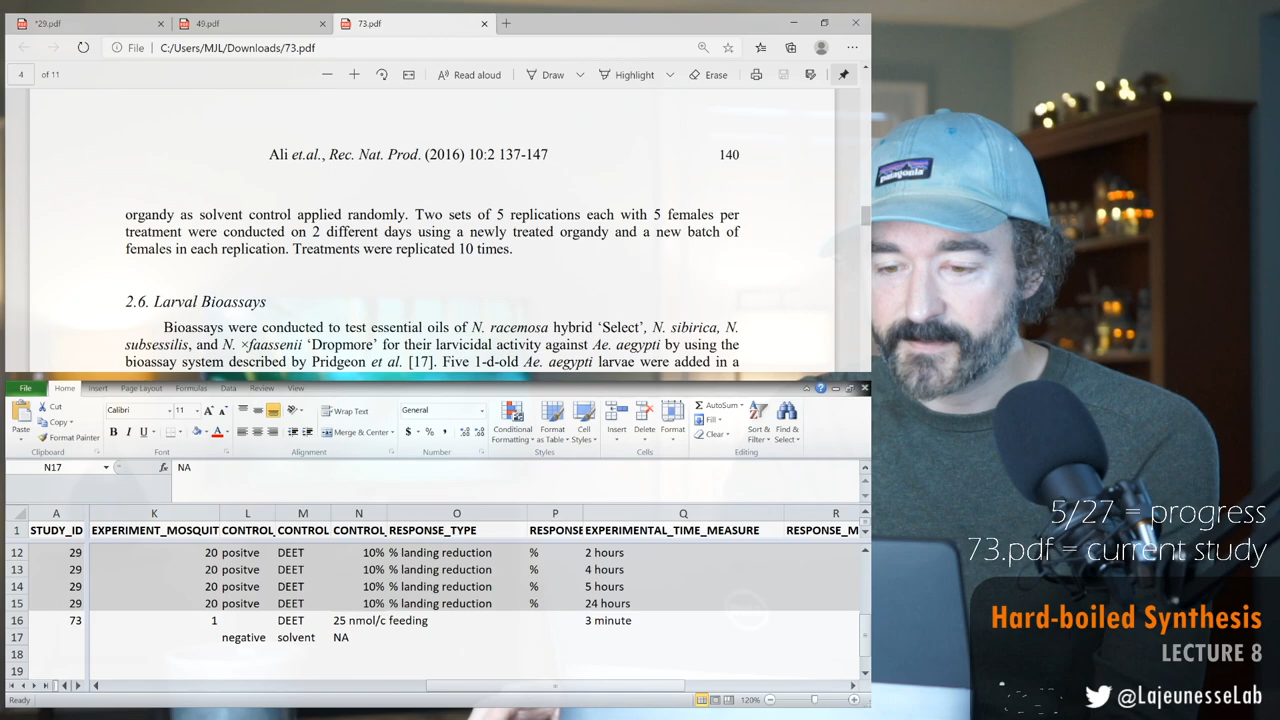 *29.pdf 49.pdf 73.pdf
File C:/Users/MJL/Downloads/73.pdf
4 of 11 Read aloud Draw Highlight Erase
Ali et.al., Rec. Nat. Prod. (2016) 10:2 137-147 140
organdy as solvent control applied randomly. Two sets of 5 replications each with 5 females per
treatment were conducted on 2 different days using a newly treated organdy and a new batch of
females in each replication. Treatments were replicated 10 times.
2.6. Larval Bioassays
Bioassays were conducted to test essential oils of N. racemosa hybrid ‘Select’, N. sibirica, N.
subsessilis, and N. ×faassenii ‘Dropmore’ for their larvicidal activity against Ae. aegypti by using the
bioassay system described by Pridgeon et al. [17]. Five 1-d-old Ae. aegypti larvae were added in a
File Home Insert Page Layout Formulas Data Review View
Paste Cut Copy Format Painter
Calibri 11 B I U
Wrap Text Merge & Center
General $ % ,
Conditional Formatting Format as Table Cell Styles
Insert Delete Format
AutoSum Fill Clear Sort & Filter Find & Select
Clipboard Font Alignment Number Styles Cells Editing
N17 fx NA
A K L M N O P Q R
1 STUDY_ID EXPERIMENT_MOSQUIT CONTROL_ CONTROL_ CONTROL_ RESPONSE_TYPE RESPONSE EXPERIMENTAL_TIME_MEASURE RESPONSE_M
12 29 20 positve DEET 10% % landing reduction % 2 hours
13 29 20 positve DEET 10% % landing reduction % 4 hours
14 29 20 positve DEET 10% % landing reduction % 5 hours
15 29 20 positve DEET 10% % landing reduction % 24 hours
16 73 1 DEET 25 nmol/c feeding 3 minute
17 negative solvent NA
18
19
Ready 120%
patagonia
5/27 = progress
73.pdf = current study
Hard-boiled Synthesis
LECTURE 8
@LajeunesseLab